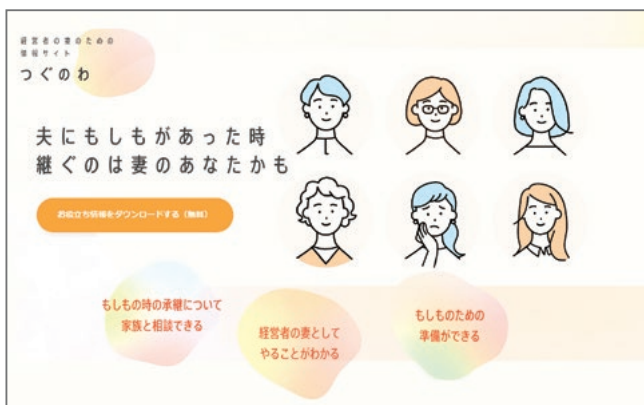 経営者の妻のための
情報サイト
つぐのわ
夫にもしもがあった時
継ぐのは妻のあなたかも
お役立ち情報をダウンロードする（無料）
もしもの時の承継について
家族と相談できる
経営者の妻として
やることがわかる
もしものための
準備ができる